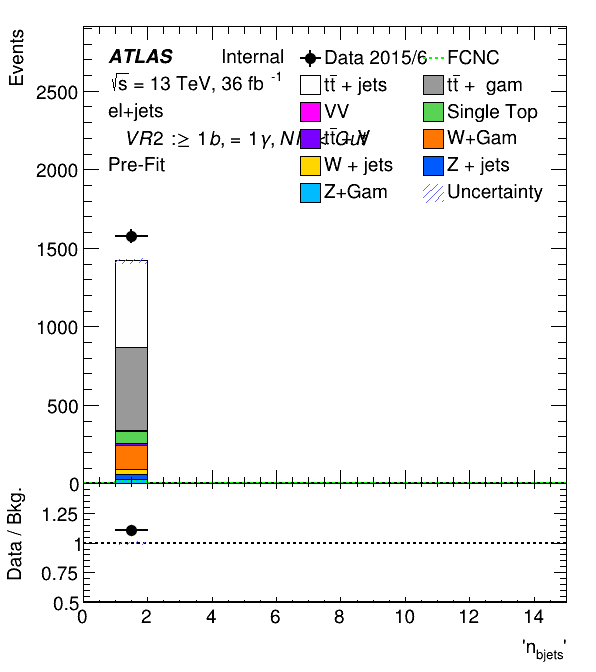 Events
ATLAS Internal
√s = 13 TeV, 36 fb -1
el+jets
VR2 :≥ 1b, = 1γ, Cut
Pre-Fit
Data 2015/6 FCNC
tt̄ + jets tt̄ + gam
VV Single Top
W+Gam
W + jets Z + jets
Z+Gam Uncertainty
2500
2000
1500
1000
500
0
Data / Bkg.
1.25
1
0.75
0.5
0 2 4 6 8 10 12 14
'n bjets'